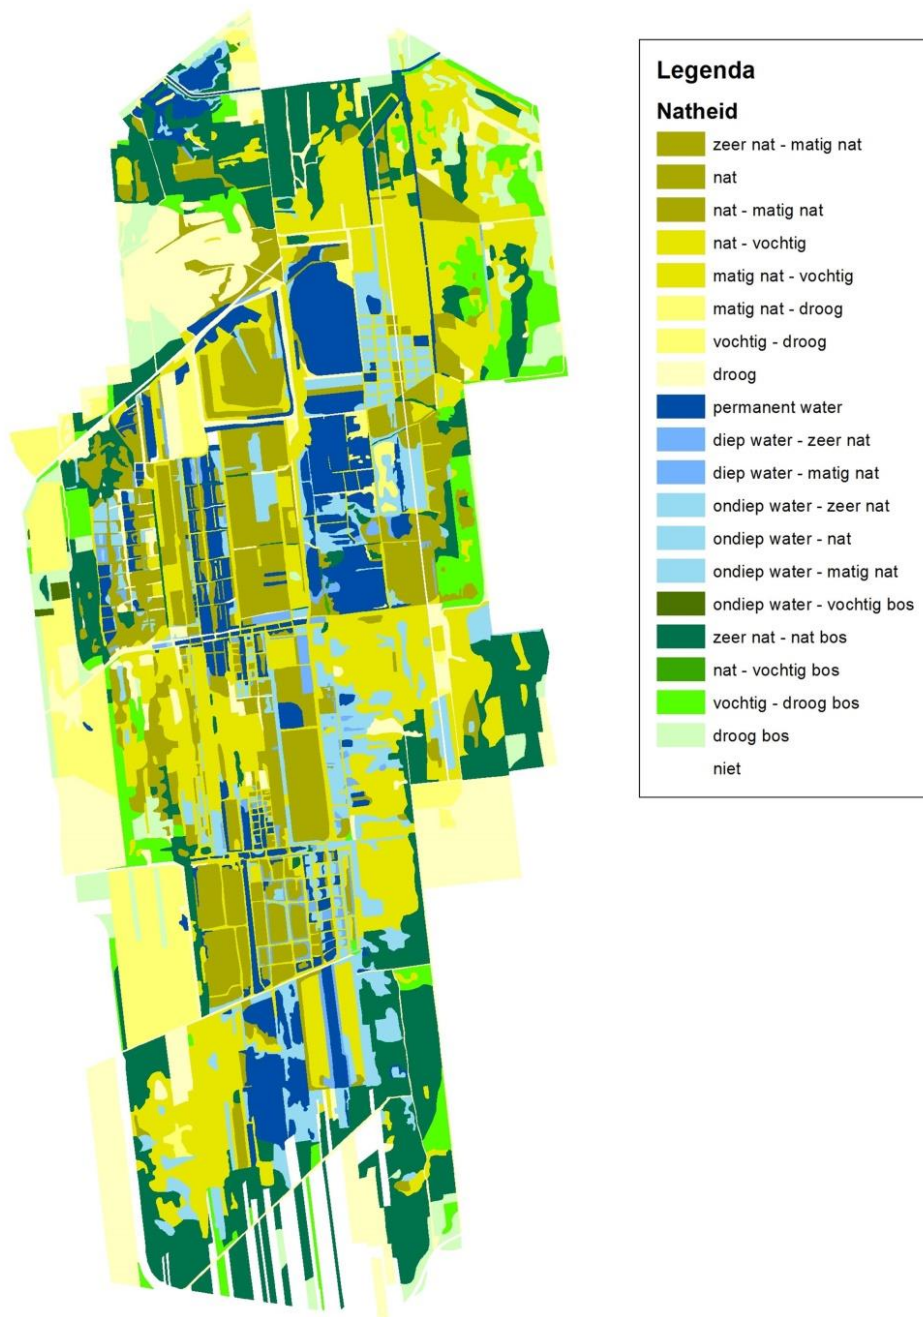 Legenda
Natheid
zeer nat - matig nat
nat
nat - matig nat
nat - vochtig
matig nat - vochtig
matig nat - droog
vochtig - droog
droog
permanent water
diep water - zeer nat
diep water - matig nat
ondiep water - zeer nat
ondiep water - nat
ondiep water - matig nat
ondiep water - vochtig bos
zeer nat - nat bos
nat - vochtig bos
vochtig - droog bos
droog bos
niet